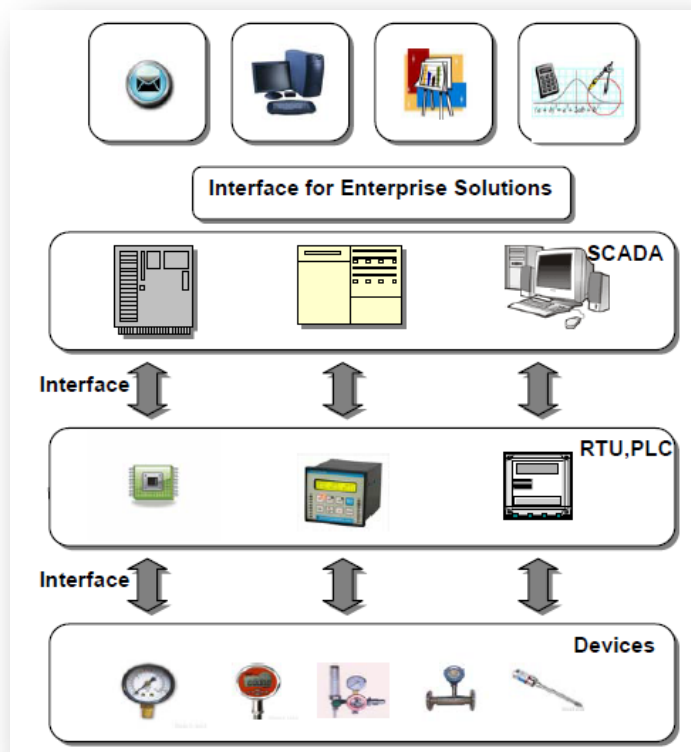 Interface for Enterprise Solutions
SCADA
Interface
RTU,PLC
Interface
Devices